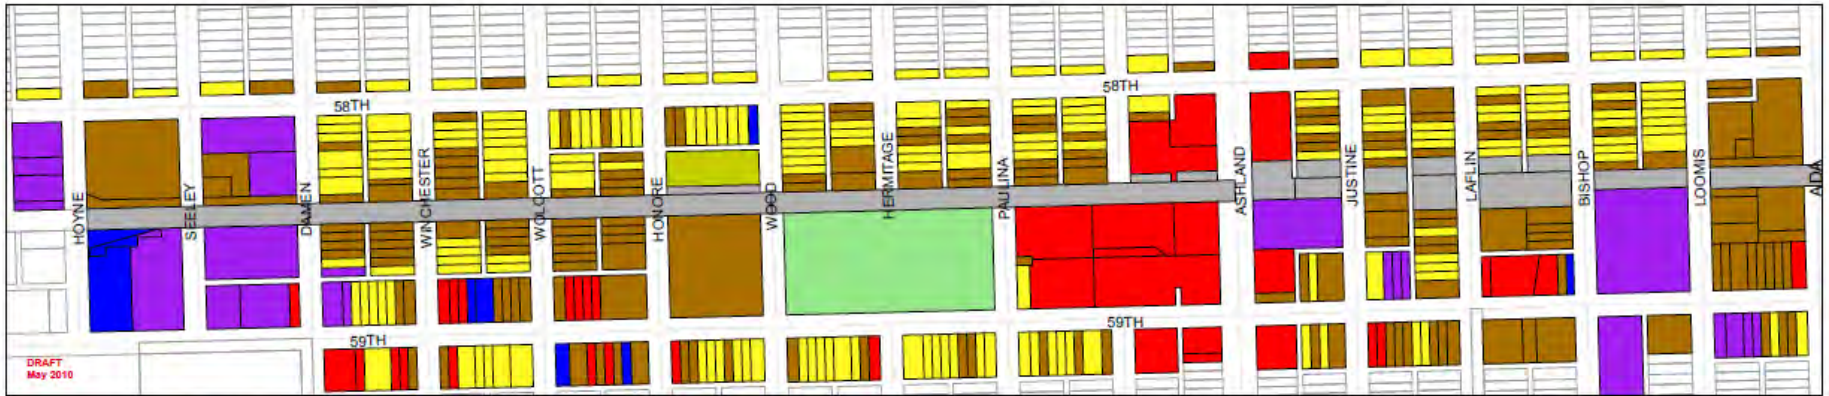 58TH
58TH
HOYNE
SEELEY
DAMEN
WINCHESTER
WOLCOTT
HONORE
WOOD
HERMITAGE
PAULINA
ASHLAND
JUSTINE
LAFLIN
BISHOP
LOOMIS
ADA
59TH
59TH
DRAFT
May 2010